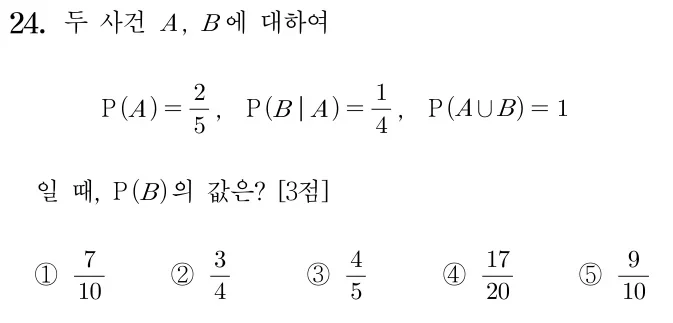 24. 두 사건 A, B에 대하여
P(A) = 2/5, P(B|A) = 1/4, P(A∪B) = 1
일 때, P(B)의 값은? [3점]
① 7/10 ② 3/4 ③ 4/5 ④ 17/20 ⑤ 9/10